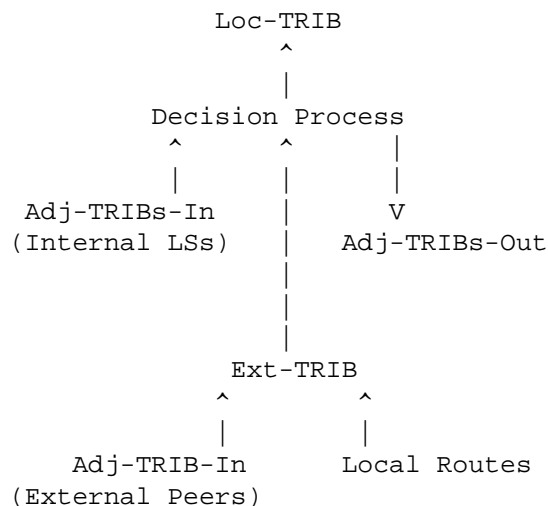 Loc-TRIB
^
|
Decision Process
^ ^ |
| | |
Adj-TRIBs-In | V
(Internal LSs) | Adj-TRIBs-Out
|
|
|
Ext-TRIB
^ ^
| |
Adj-TRIB-In Local Routes
(External Peers)